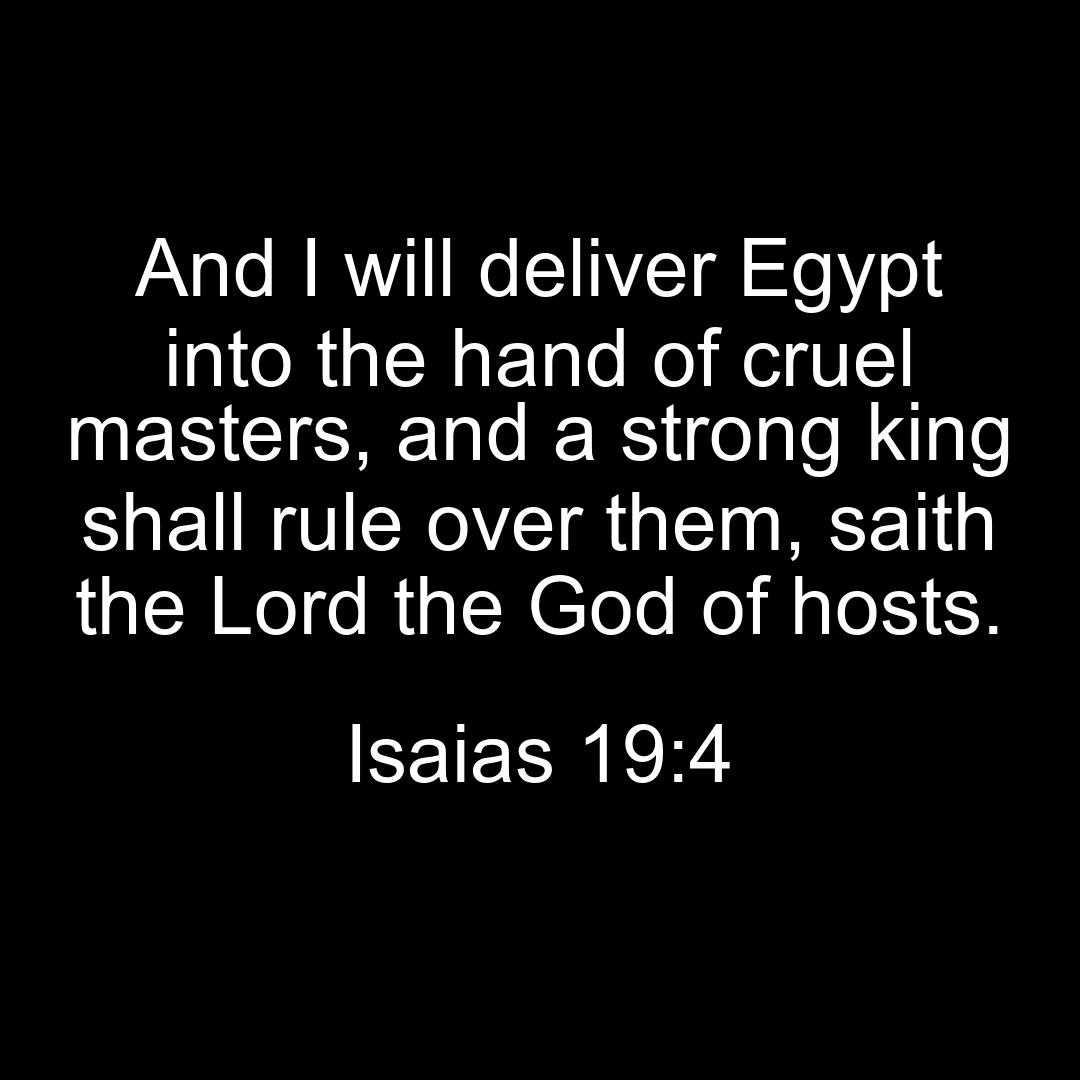 And I will deliver Egypt
into the hand of cruel
masters, and a strong king
shall rule over them, saith
the Lord the God of hosts.
Isaias 19:4